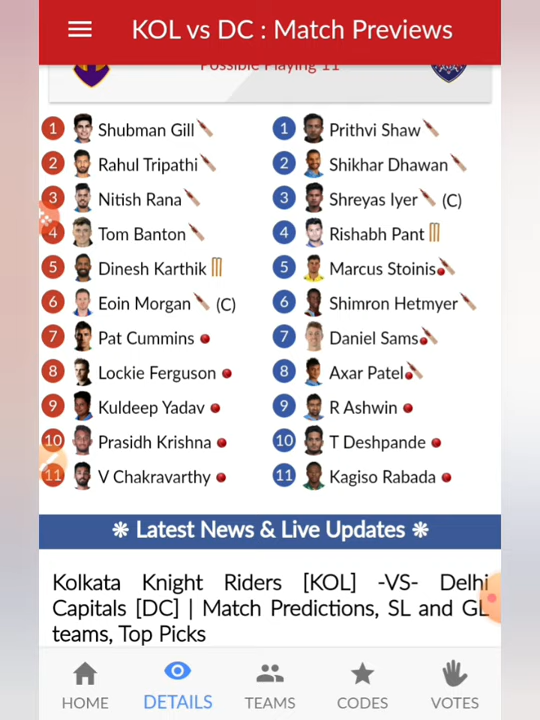 KOL vs DC : Match Previews
Possible Playing 11
1 Shubman Gill
2 Rahul Tripathi
3 Nitish Rana
4 Tom Banton
5 Dinesh Karthik
6 Eoin Morgan (C)
7 Pat Cummins
8 Lockie Ferguson
9 Kuldeep Yadav
10 Prasidh Krishna
11 V Chakravarthy
1 Prithvi Shaw
2 Shikhar Dhawan
3 Shreyas Iyer (C)
4 Rishabh Pant
5 Marcus Stoinis
6 Shimron Hetmyer
7 Daniel Sams
8 Axar Patel
9 R Ashwin
10 T Deshpande
11 Kagiso Rabada
❋ Latest News & Live Updates ❋
Kolkata Knight Riders [KOL] -VS- Delhi
Capitals [DC] | Match Predictions, SL and GL
teams, Top Picks
HOME DETAILS TEAMS CODES VOTES